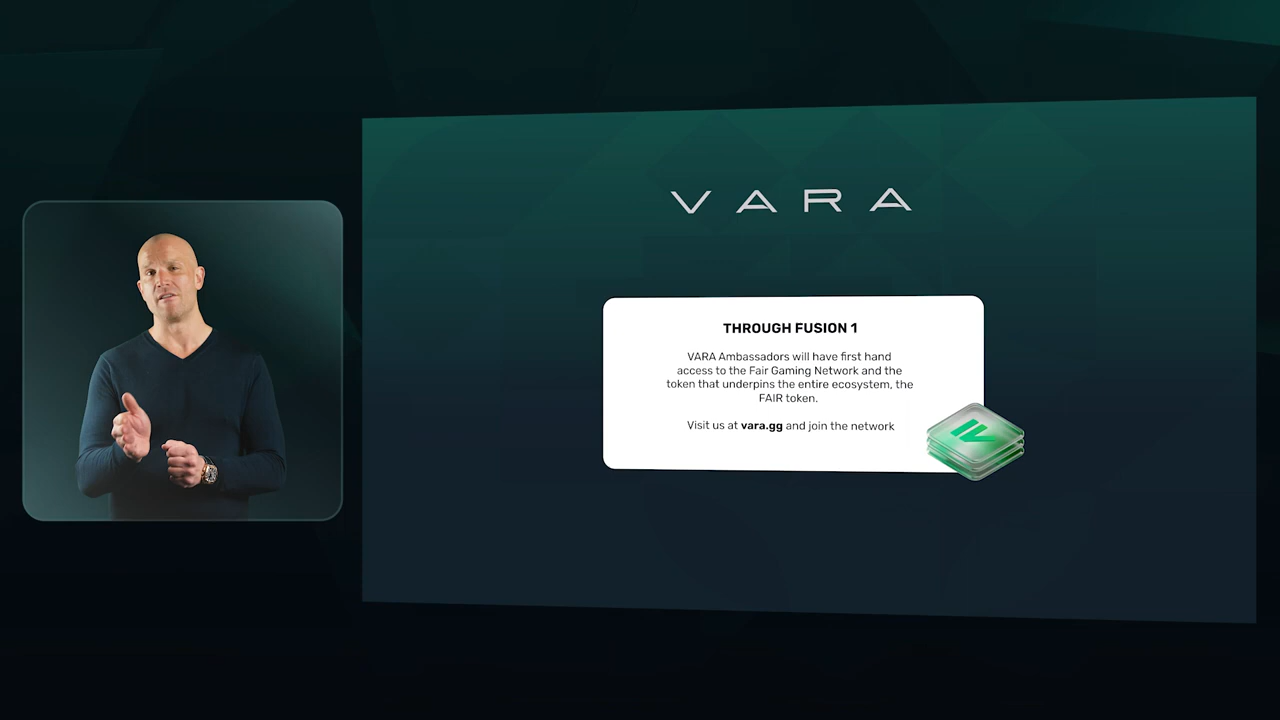 VARA
THROUGH FUSION 1
VARA Ambassadors will have first hand
access to the Fair Gaming Network and the
token that underpins the entire ecosystem, the
FAIR token.
Visit us at vara.gg and join the network